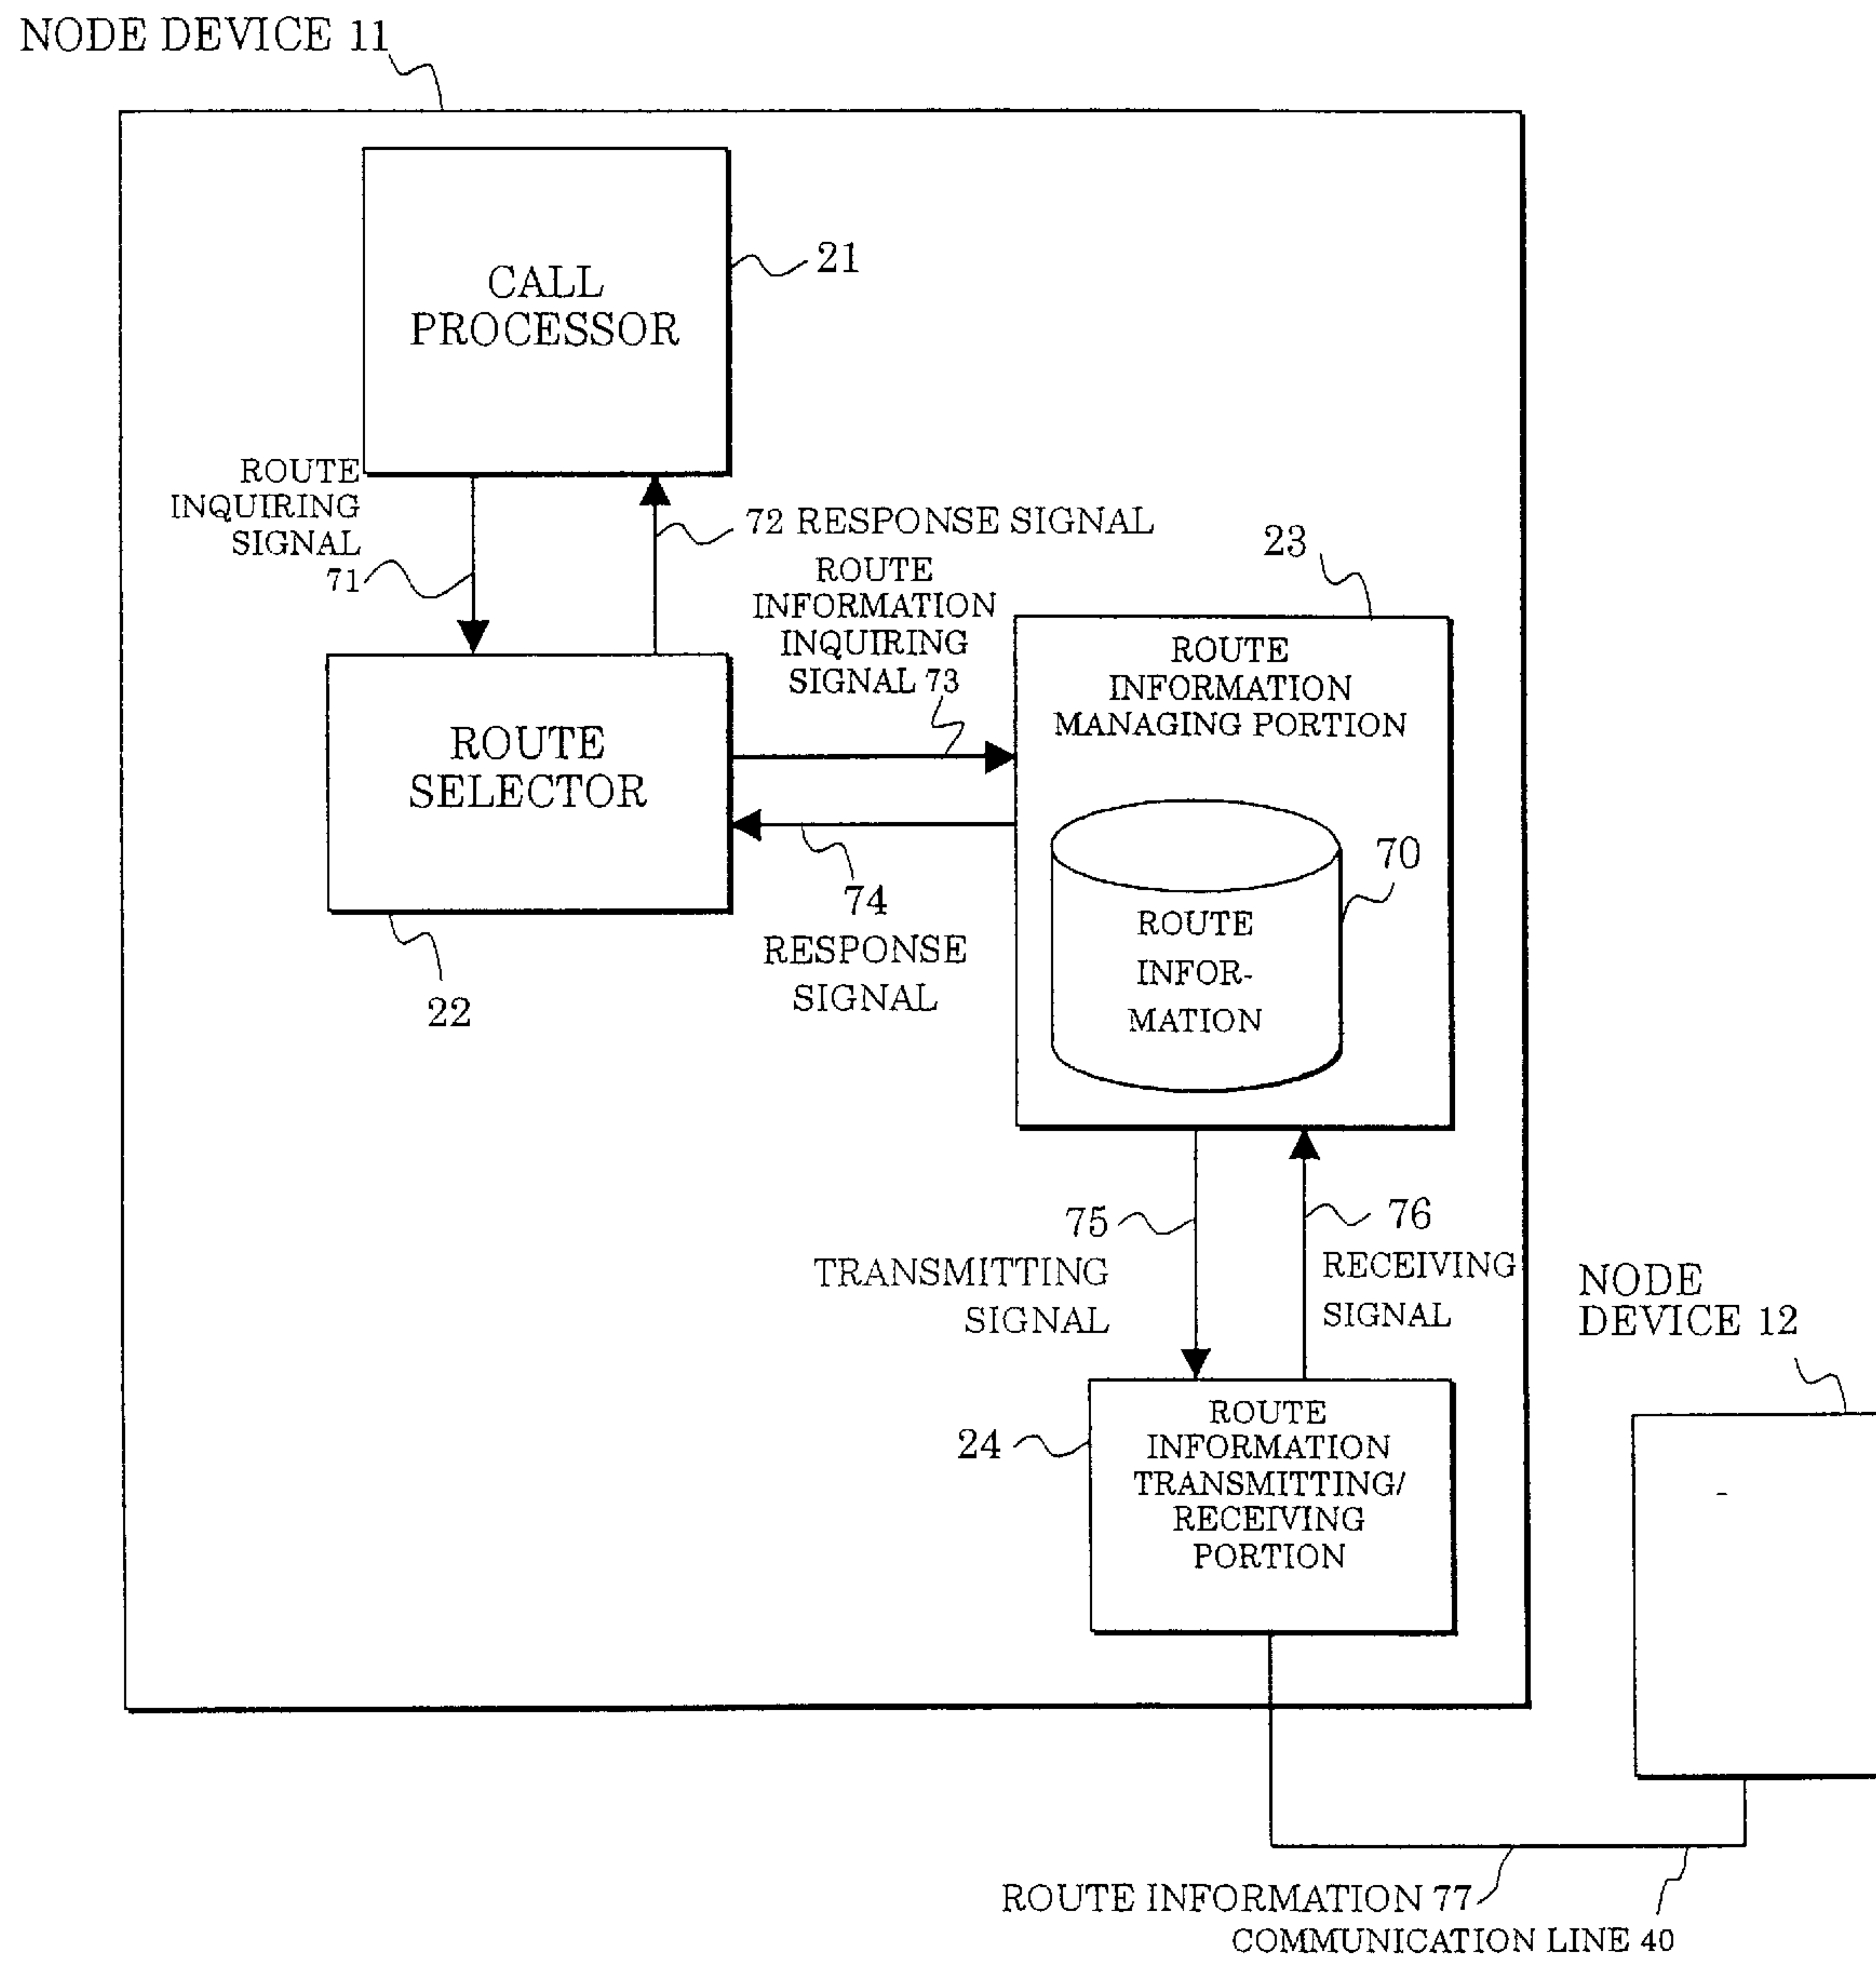 NODE DEVICE 11
CALL
PROCESSOR
21
ROUTE
INQUIRING
SIGNAL
71
72 RESPONSE SIGNAL
ROUTE
INFORMATION
INQUIRING
SIGNAL 73
23
ROUTE
INFORMATION
MANAGING PORTION
ROUTE
SELECTOR
22
74
RESPONSE
SIGNAL
70
ROUTE
INFOR-
MATION
75
TRANSMITTING
SIGNAL
76
RECEIVING
SIGNAL
NODE
DEVICE 12
24
ROUTE
INFORMATION
TRANSMITTING/
RECEIVING
PORTION
ROUTE INFORMATION 77
COMMUNICATION LINE 40